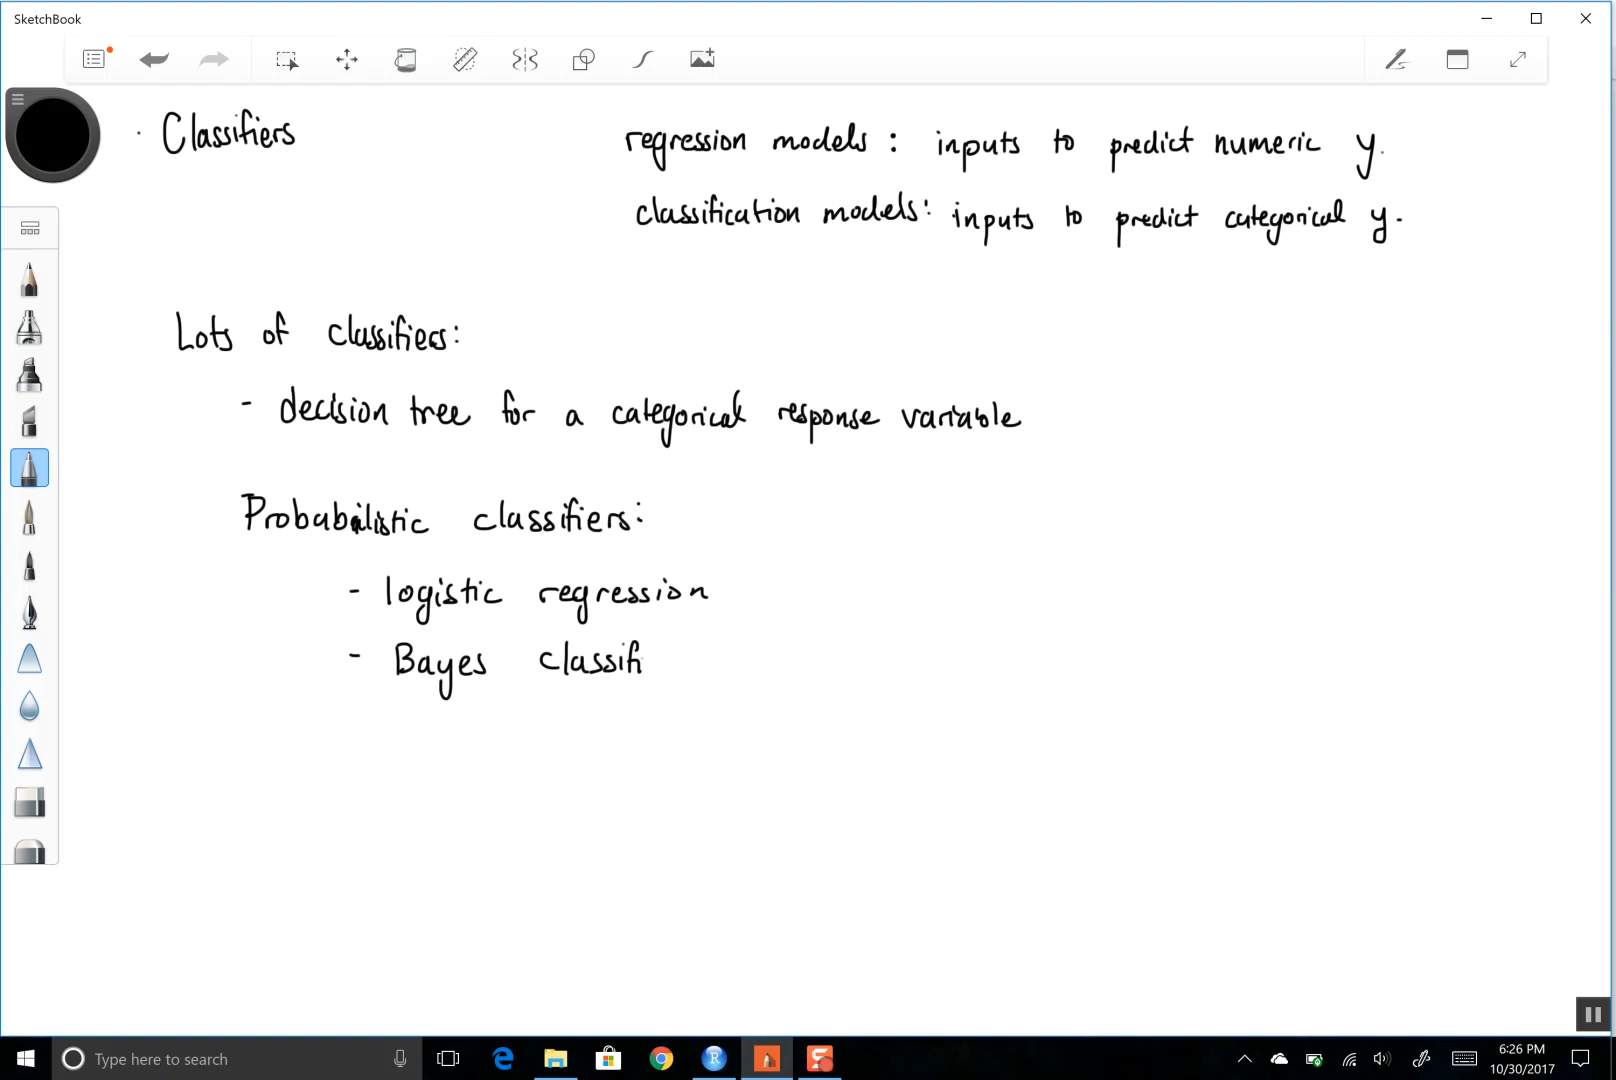 SketchBook
· Classifiers
regression models : inputs to predict numeric y.
classification models: inputs to predict categorical y.
Lots of classifiers:
- decision tree for a categorical response variable
Probabilistic classifiers:
- logistic regression
- Bayes classifi
Type here to search
6:26 PM
10/30/2017